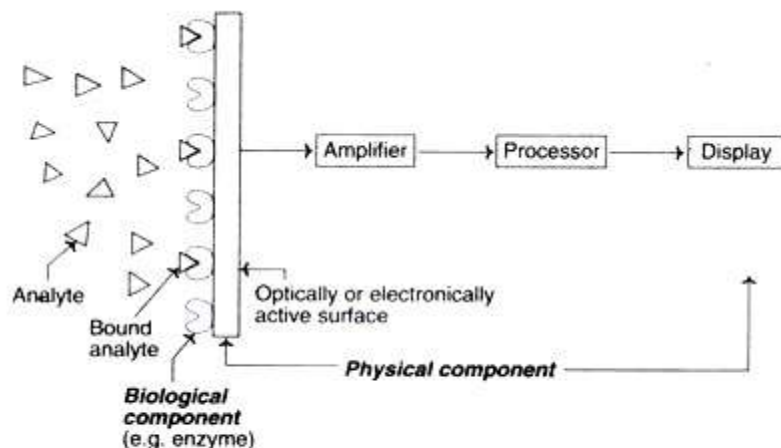 Amplifier
Processor
Display
Analyte
Bound
analyte
Optically or electronically
active surface
Physical component
Biological
component
(e.g. enzyme)